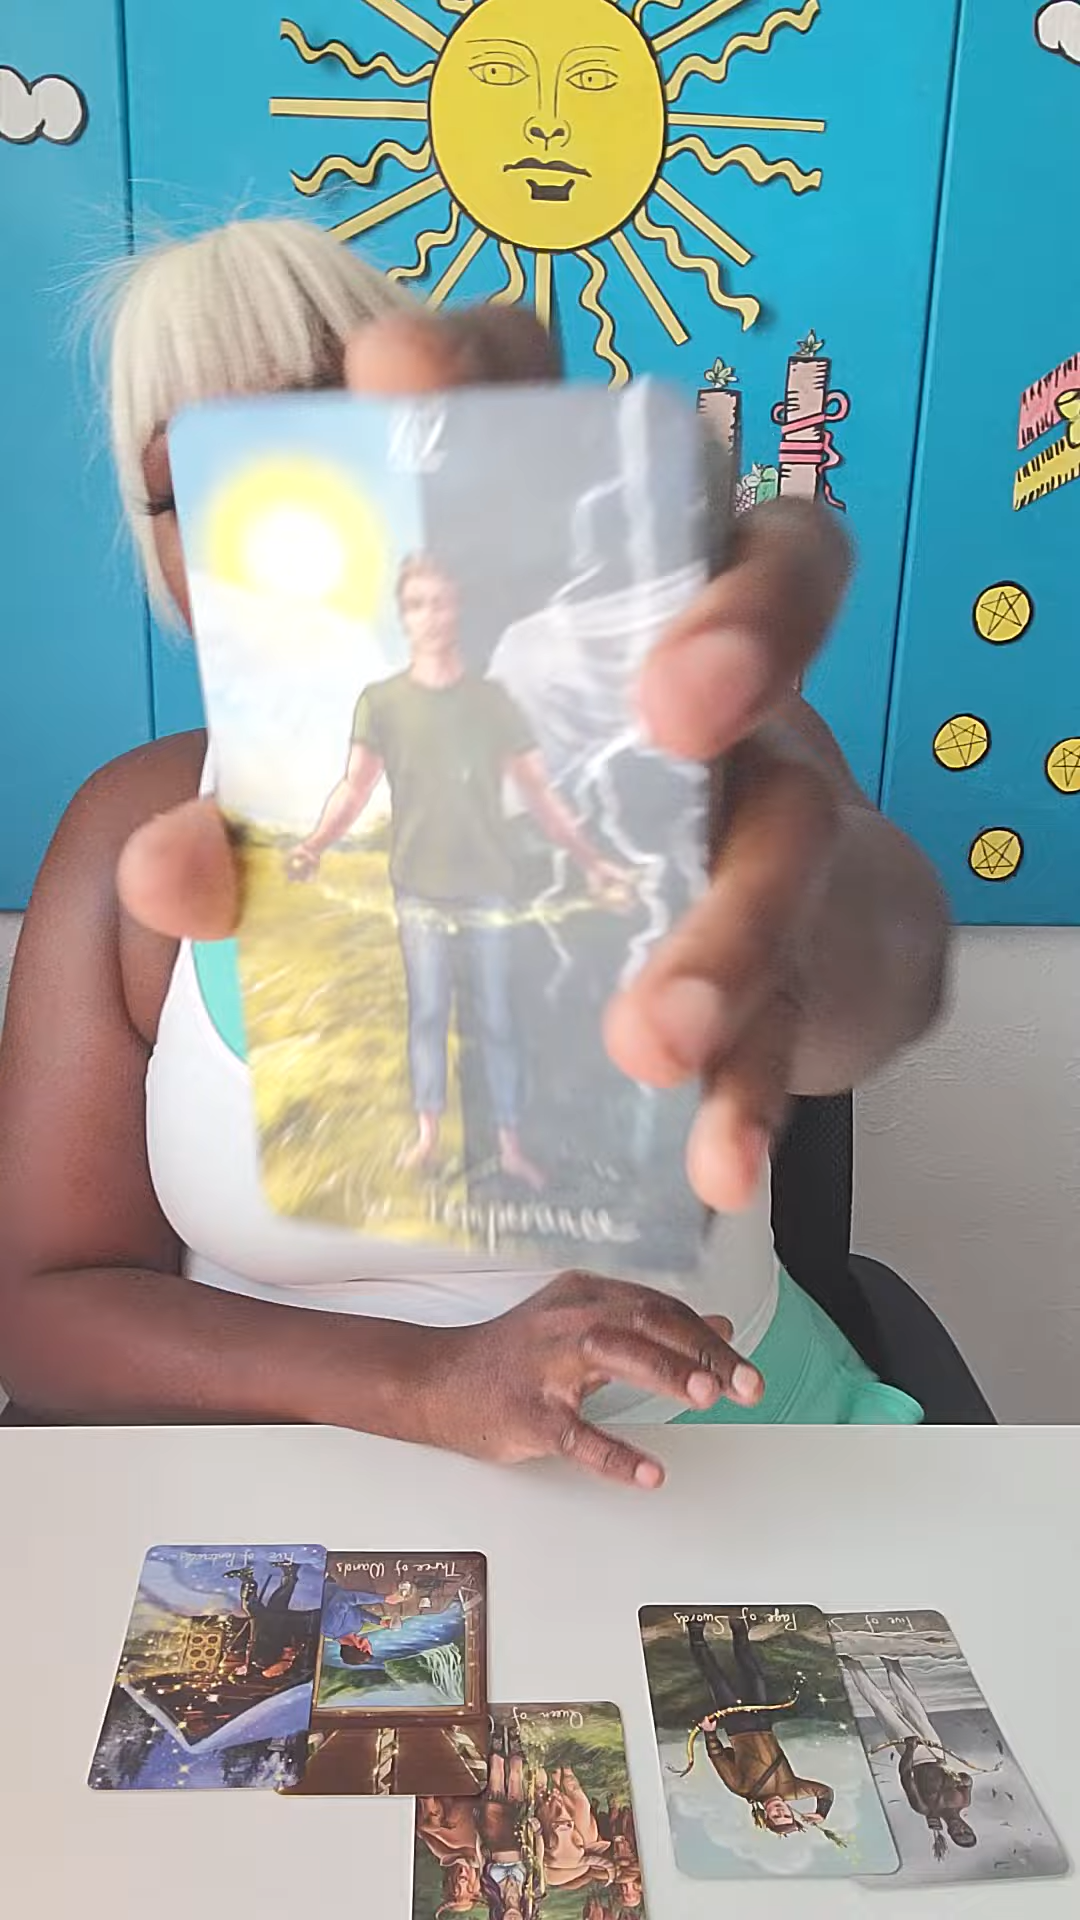 Temperance
Five of Pentacles
Three of Wands
Queen of
Page of Swords
Five of S